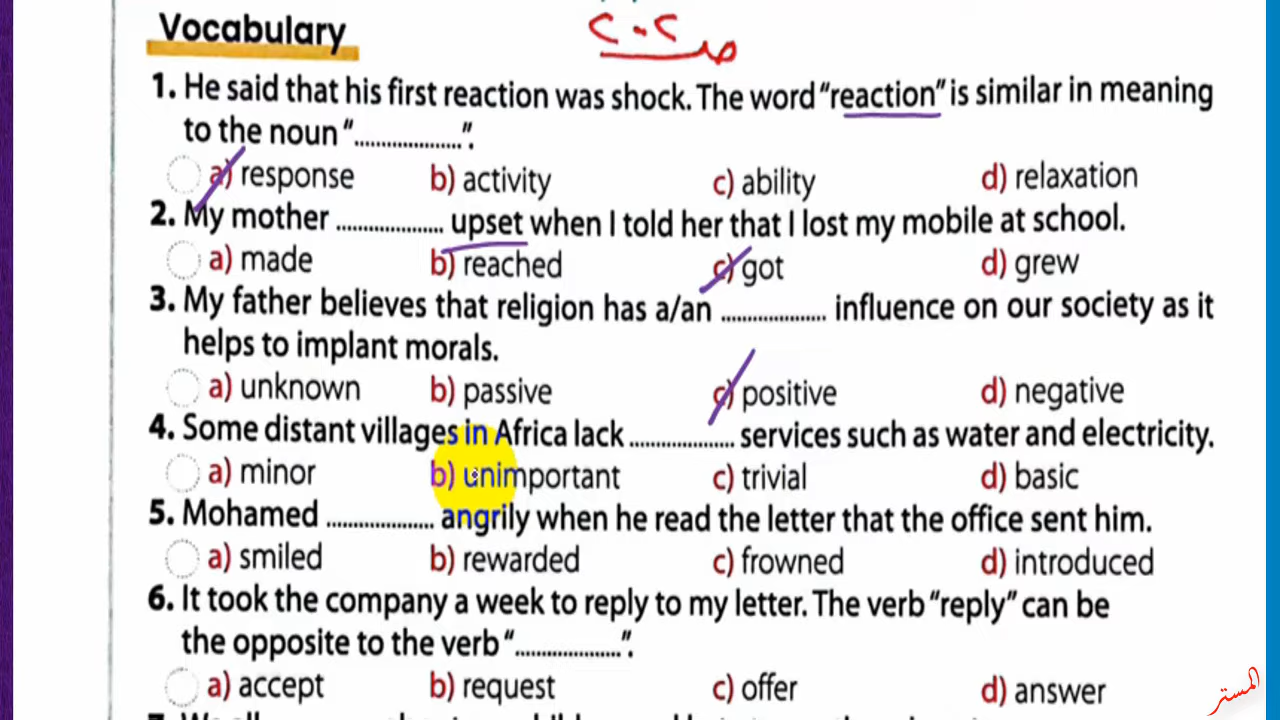 Vocabulary
ص ٢٠٢
1. He said that his first reaction was shock. The word "reaction" is similar in meaning
to the noun "....................".
a) response b) activity c) ability d) relaxation
2. My mother .................... upset when I told her that I lost my mobile at school.
a) made b) reached c) got d) grew
3. My father believes that religion has a/an .................... influence on our society as it
helps to implant morals.
a) unknown b) passive c) positive d) negative
4. Some distant villages in Africa lack .................... services such as water and electricity.
a) minor b) unimportant c) trivial d) basic
5. Mohamed .................... angrily when he read the letter that the office sent him.
a) smiled b) rewarded c) frowned d) introduced
6. It took the company a week to reply to my letter. The verb "reply" can be
the opposite to the verb "....................".
a) accept b) request c) offer d) answer
المستر